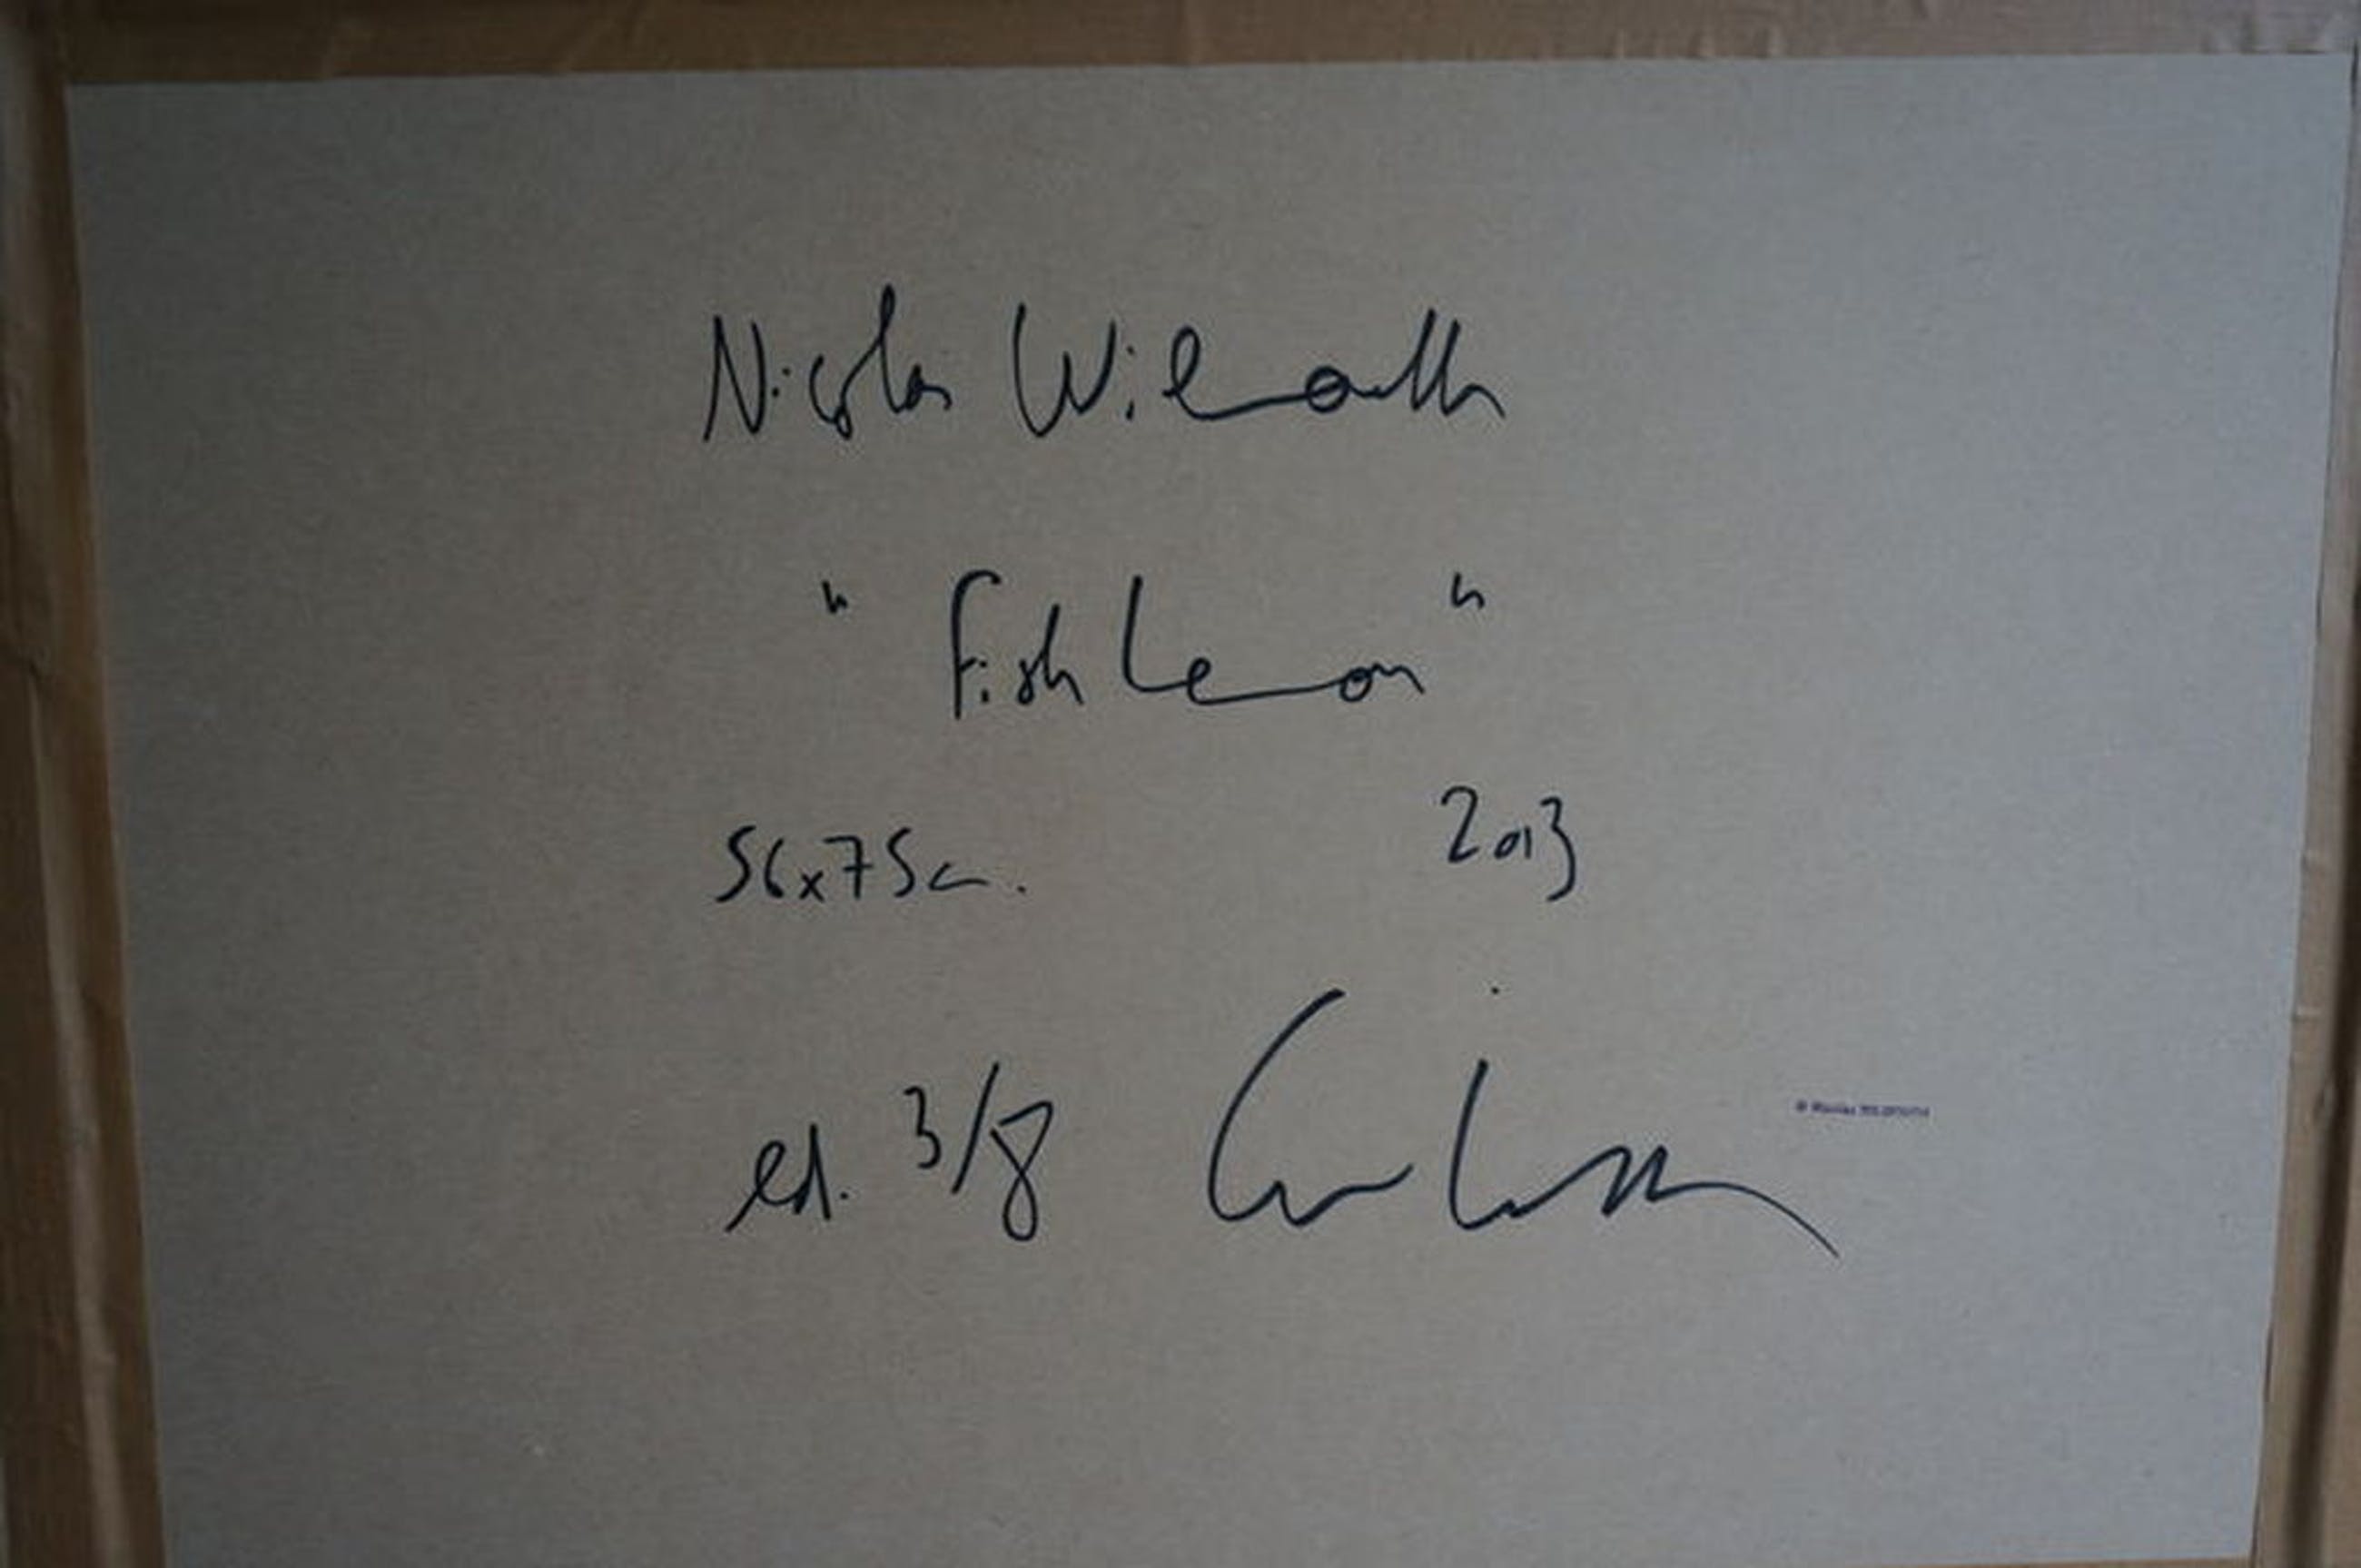 Nicolas Wilmouth
"Fish Lemon"
56x75cm. 2013
ed. 3/8